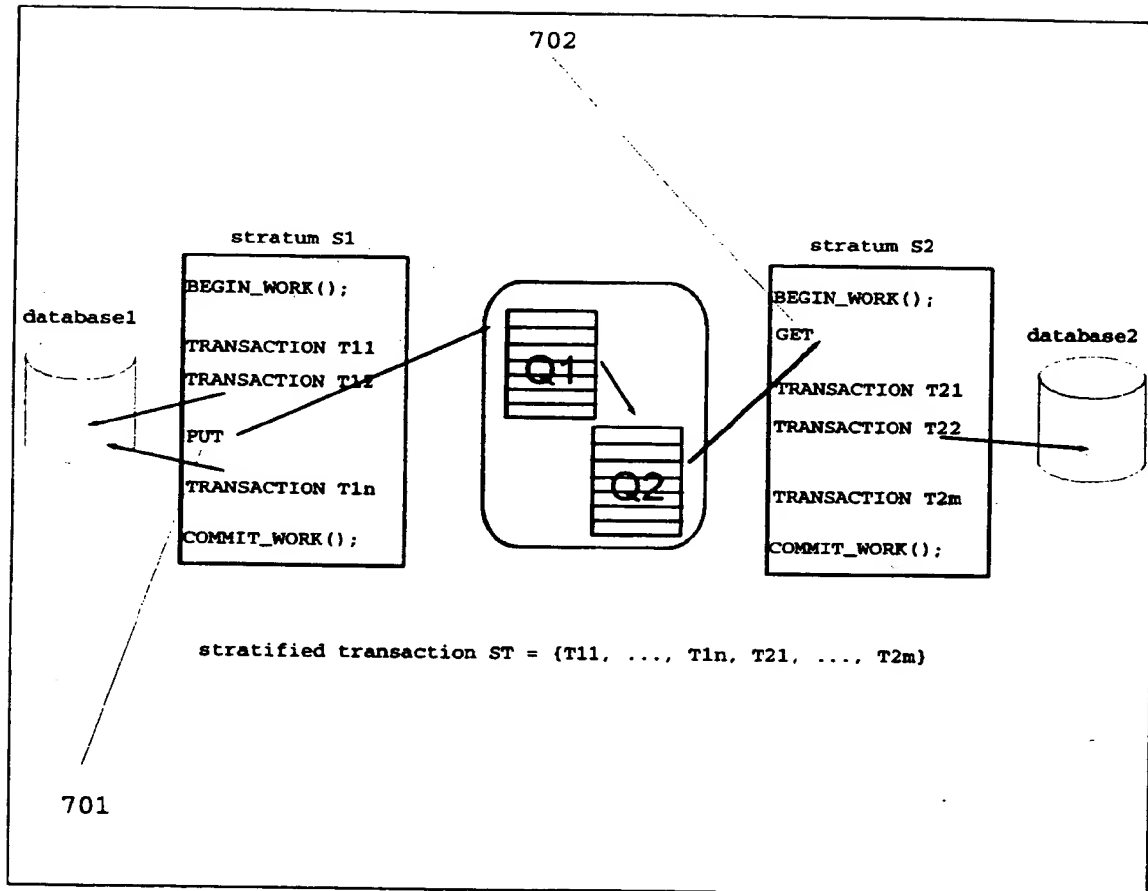 702
stratum S1
BEGIN_WORK();
TRANSACTION T11
TRANSACTION T12
PUT
TRANSACTION T1n
COMMIT_WORK();
database1
Q1
Q2
stratum S2
BEGIN_WORK();
GET
TRANSACTION T21
TRANSACTION T22
TRANSACTION T2m
COMMIT_WORK();
database2
stratified transaction ST = {T11, ..., T1n, T21, ..., T2m}
701